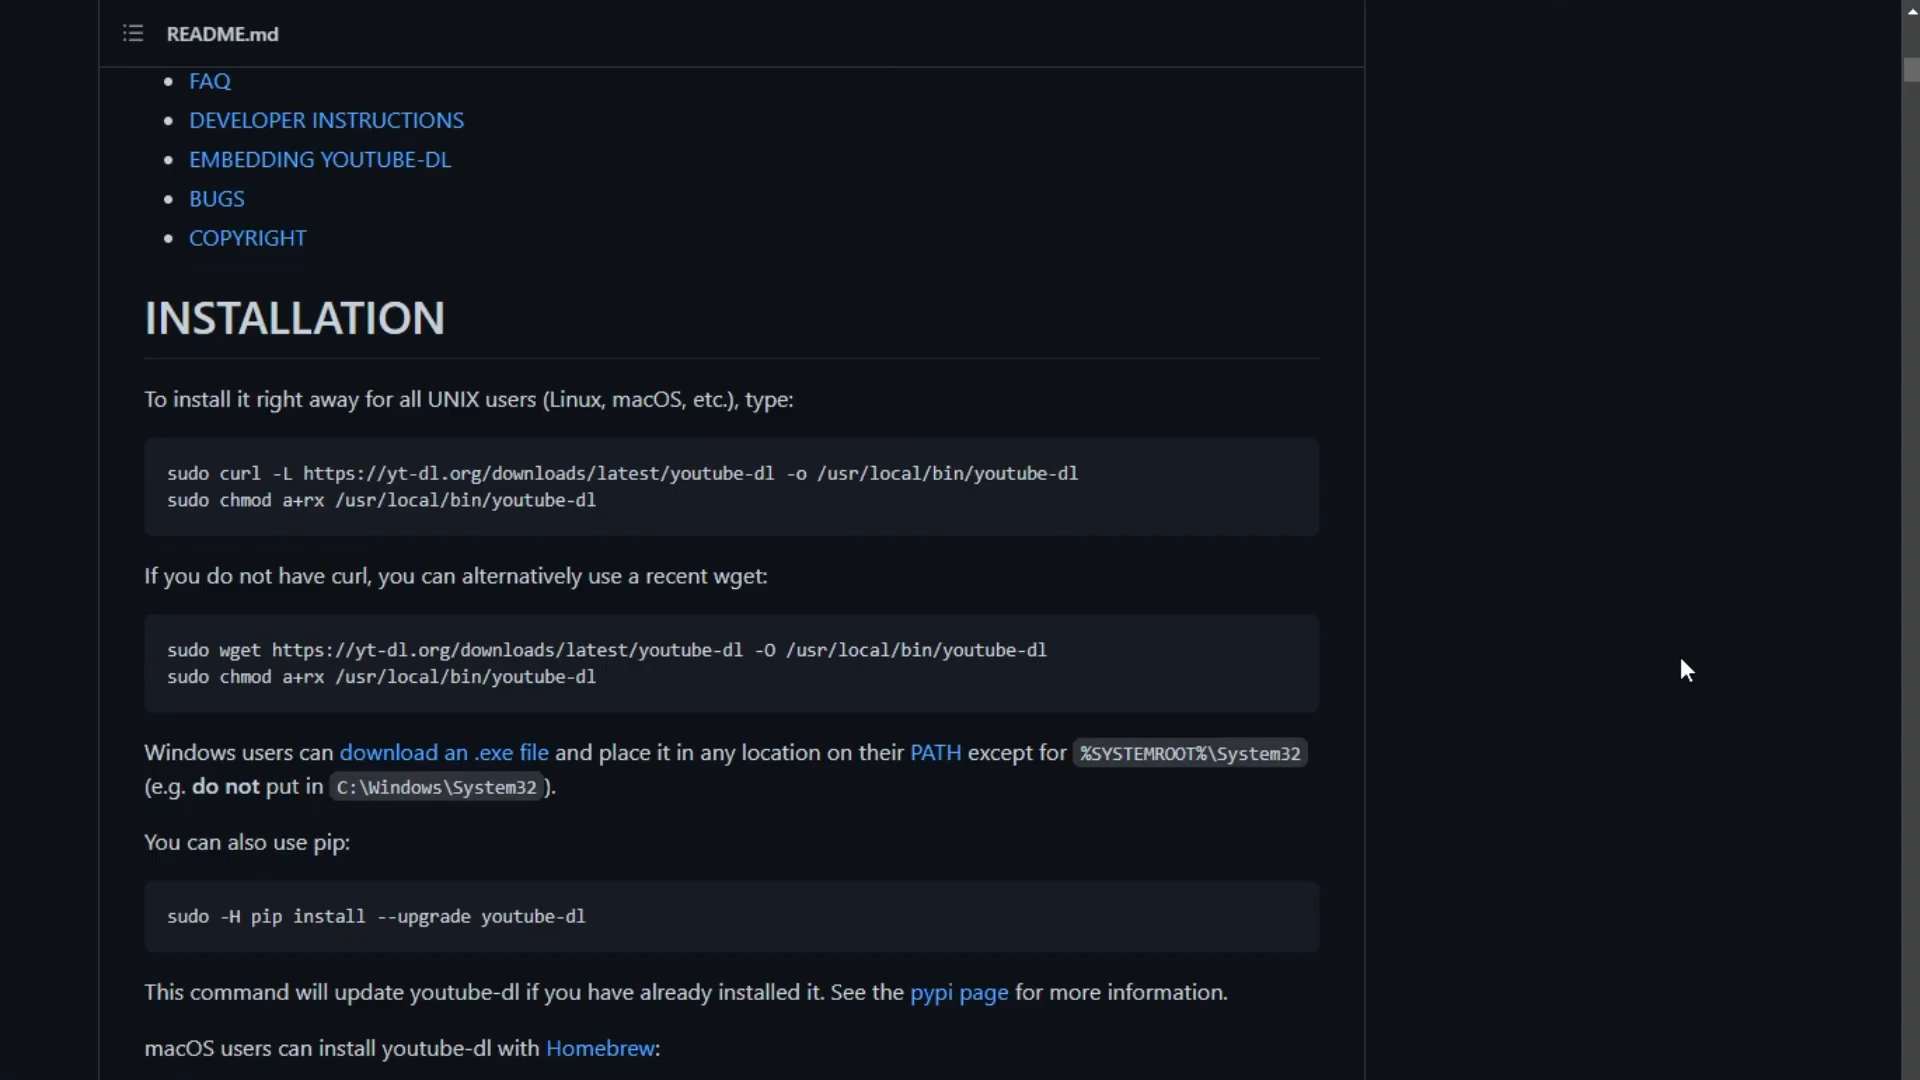 README.md
FAQ
DEVELOPER INSTRUCTIONS
EMBEDDING YOUTUBE-DL
BUGS
COPYRIGHT
INSTALLATION
To install it right away for all UNIX users (Linux, macOS, etc.), type:
sudo curl -L https://yt-dl.org/downloads/latest/youtube-dl -o /usr/local/bin/youtube-dl
sudo chmod a+rx /usr/local/bin/youtube-dl
If you do not have curl, you can alternatively use a recent wget:
sudo wget https://yt-dl.org/downloads/latest/youtube-dl -O /usr/local/bin/youtube-dl
sudo chmod a+rx /usr/local/bin/youtube-dl
Windows users can download an .exe file and place it in any location on their PATH except for %SYSTEMROOT%\System32
(e.g. do not put in C:\Windows\System32).
You can also use pip:
sudo -H pip install --upgrade youtube-dl
This command will update youtube-dl if you have already installed it. See the pypi page for more information.
macOS users can install youtube-dl with Homebrew: